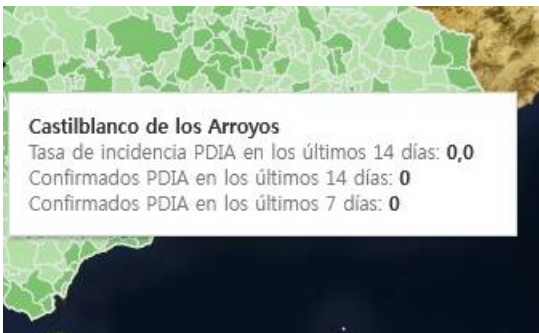 Castilblanco de los Arroyos
Tasa de incidencia PDIA en los últimos 14 días: 0,0
Confirmados PDIA en los últimos 14 días: 0
Confirmados PDIA en los últimos 7 días: 0